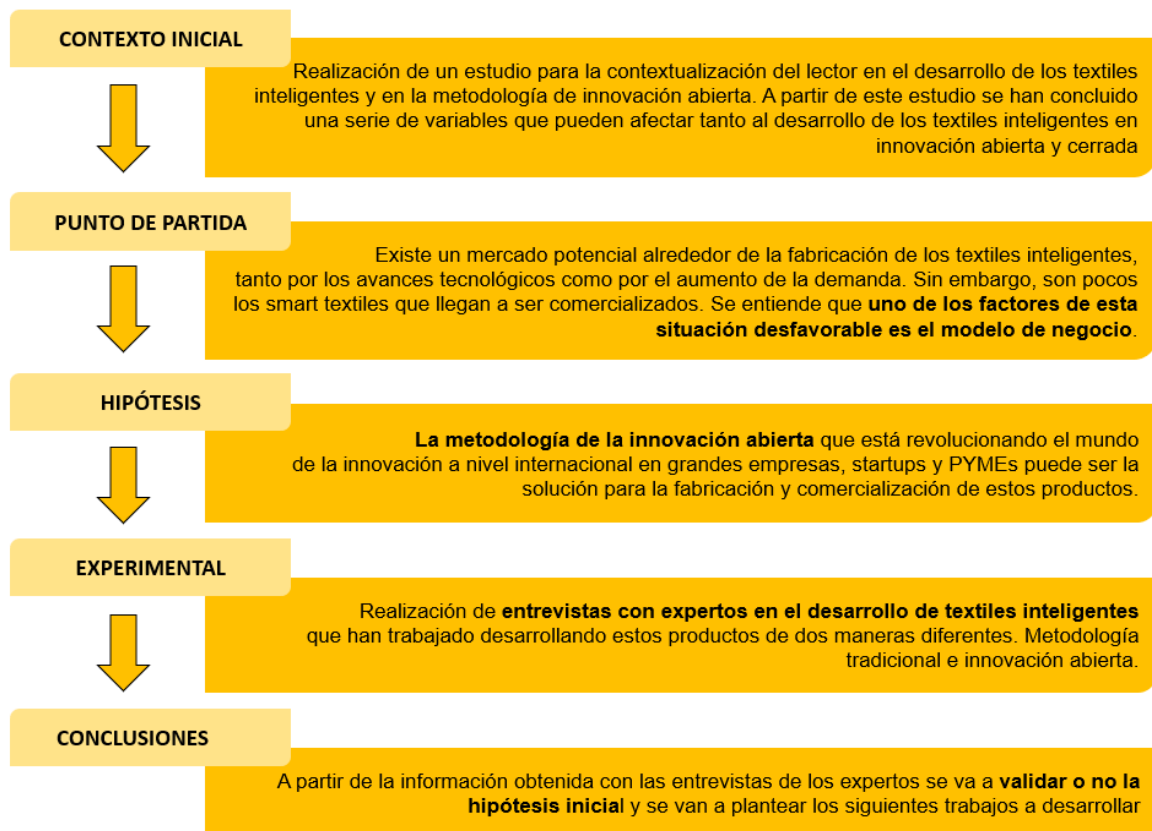 CONTEXTO INICIAL
Realización de un estudio para la contextualización del lector en el desarrollo de los textiles
inteligentes y en la metodología de innovación abierta. A partir de este estudio se han concluido
una serie de variables que pueden afectar tanto al desarrollo de los textiles inteligentes en
innovación abierta y cerrada
PUNTO DE PARTIDA
Existe un mercado potencial alrededor de la fabricación de los textiles inteligentes,
tanto por los avances tecnológicos como por el aumento de la demanda. Sin embargo, son pocos
los smart textiles que llegan a ser comercializados. Se entiende que uno de los factores de esta
situación desfavorable es el modelo de negocio.
HIPÓTESIS
La metodología de la innovación abierta que está revolucionando el mundo
de la innovación a nivel internacional en grandes empresas, startups y PYMEs puede ser la
solución para la fabricación y comercialización de estos productos.
EXPERIMENTAL
Realización de entrevistas con expertos en el desarrollo de textiles inteligentes
que han trabajado desarrollando estos productos de dos maneras diferentes. Metodología
tradicional e innovación abierta.
CONCLUSIONES
A partir de la información obtenida con las entrevistas de los expertos se va a validar o no la
hipótesis inicial y se van a plantear los siguientes trabajos a desarrollar